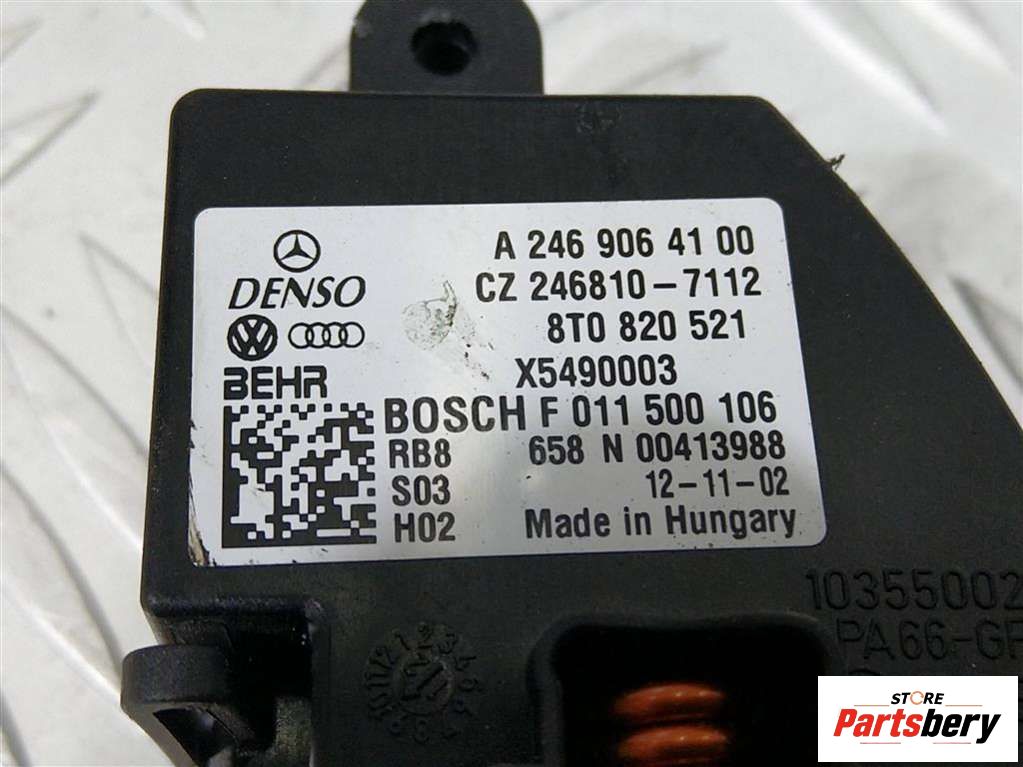 A 246 906 41 00
DENSO CZ 246810-7112
8T0 820 521
BEHR X5490003
BOSCH F 011 500 106
RB8 658 N 00413988
S03 12-11-02
H02 Made in Hungary
10355002
PA66-GF
STORE
Partsbery